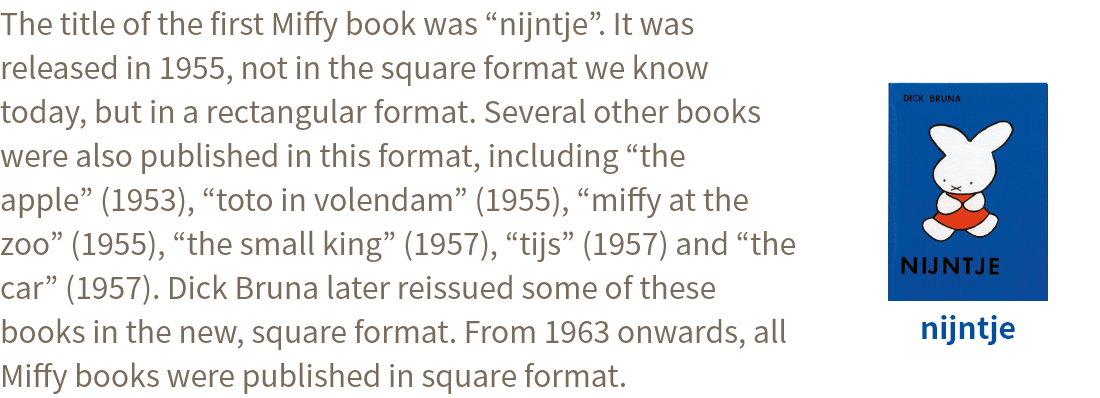 The title of the first Miffy book was “nijntje”. It was
released in 1955, not in the square format we know
today, but in a rectangular format. Several other books
were also published in this format, including “the
apple” (1953), “toto in volendam” (1955), “miffy at the
zoo” (1955), “the small king” (1957), “tijs” (1957) and “the
car” (1957). Dick Bruna later reissued some of these
books in the new, square format. From 1963 onwards, all
Miffy books were published in square format.
DICK BRUNA
NIJNTJE
nijntje